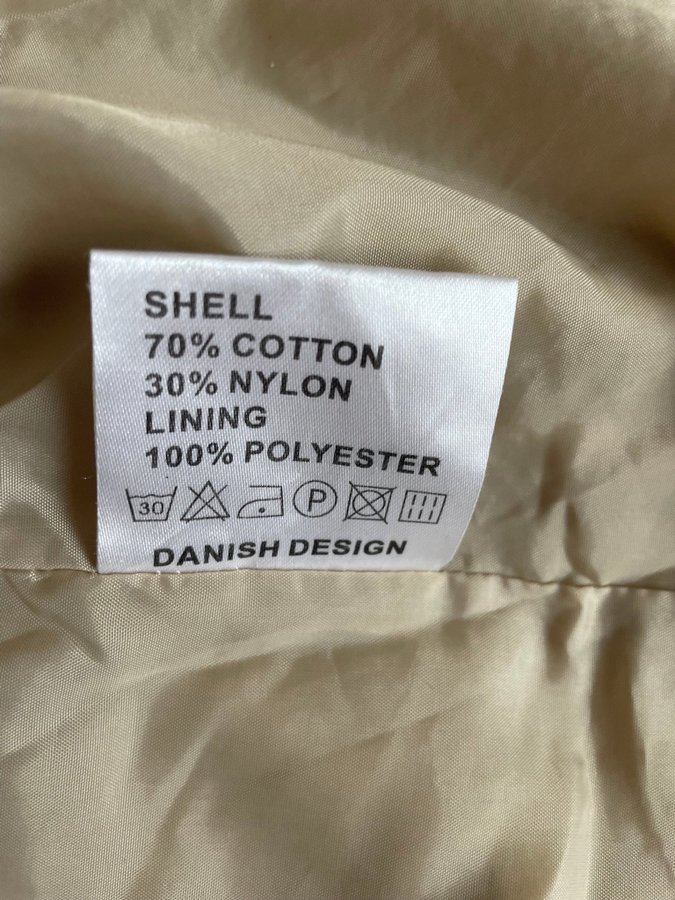 SHELL
70% COTTON
30% NYLON
LINING
100% POLYESTER
30 P
DANISH DESIGN